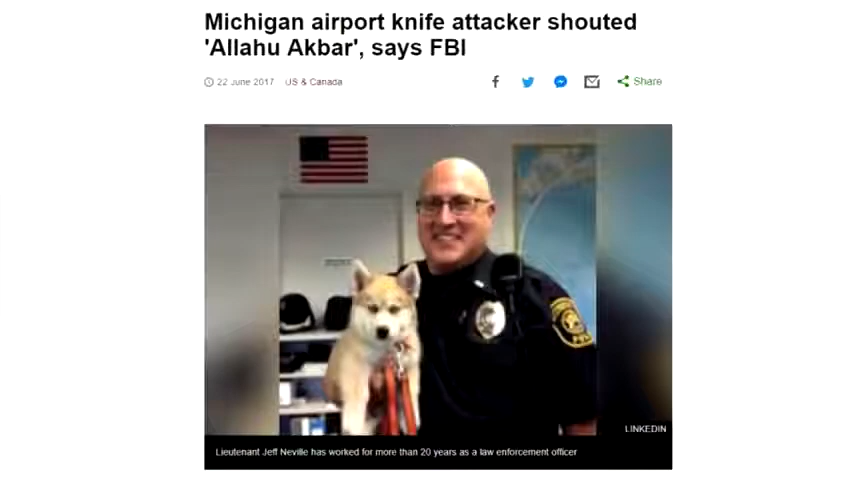 Michigan airport knife attacker shouted
'Allahu Akbar', says FBI
22 June 2017 US & Canada
Share
LINKEDIN
Lieutenant Jeff Neville has worked for more than 20 years as a law enforcement officer